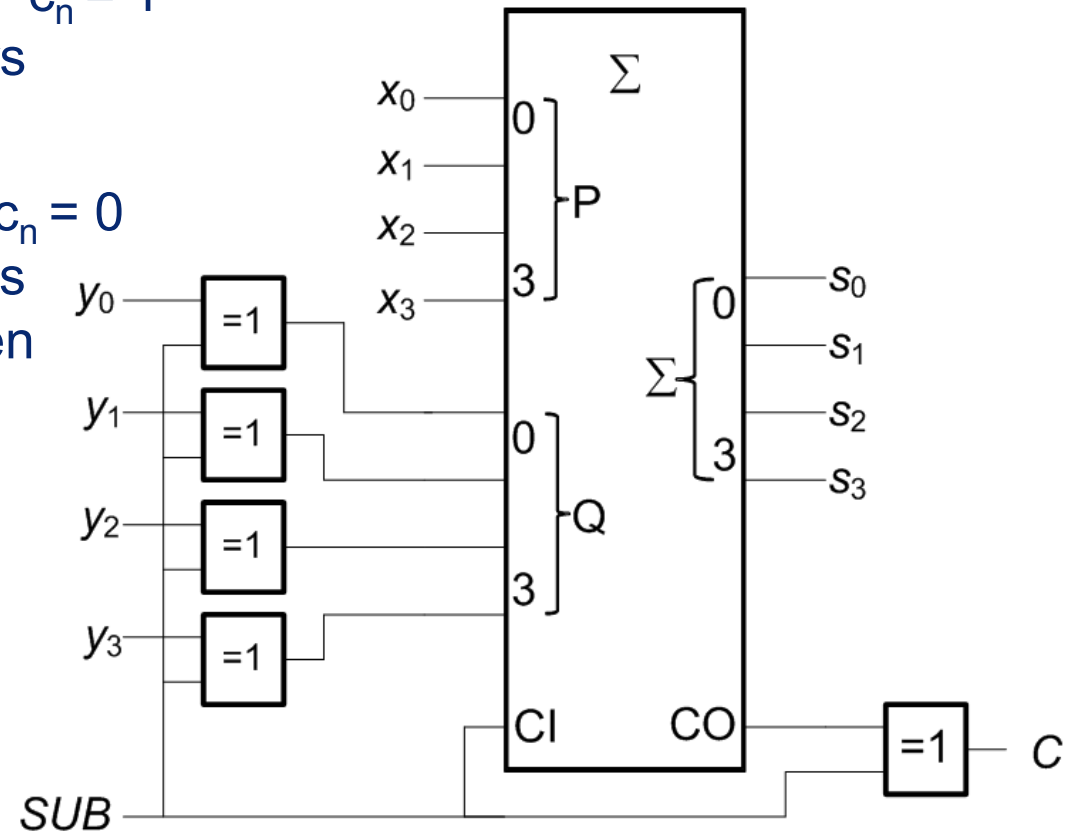 cₙ = 1
s
cₙ = 0
s
en
x₀
x₁
x₂
x₃
y₀
y₁
y₂
y₃
=1
=1
=1
=1
SUB
Σ
0
3
P
0
3
Q
CI
CO
Σ
0
3
s₀
s₁
s₂
s₃
=1
C